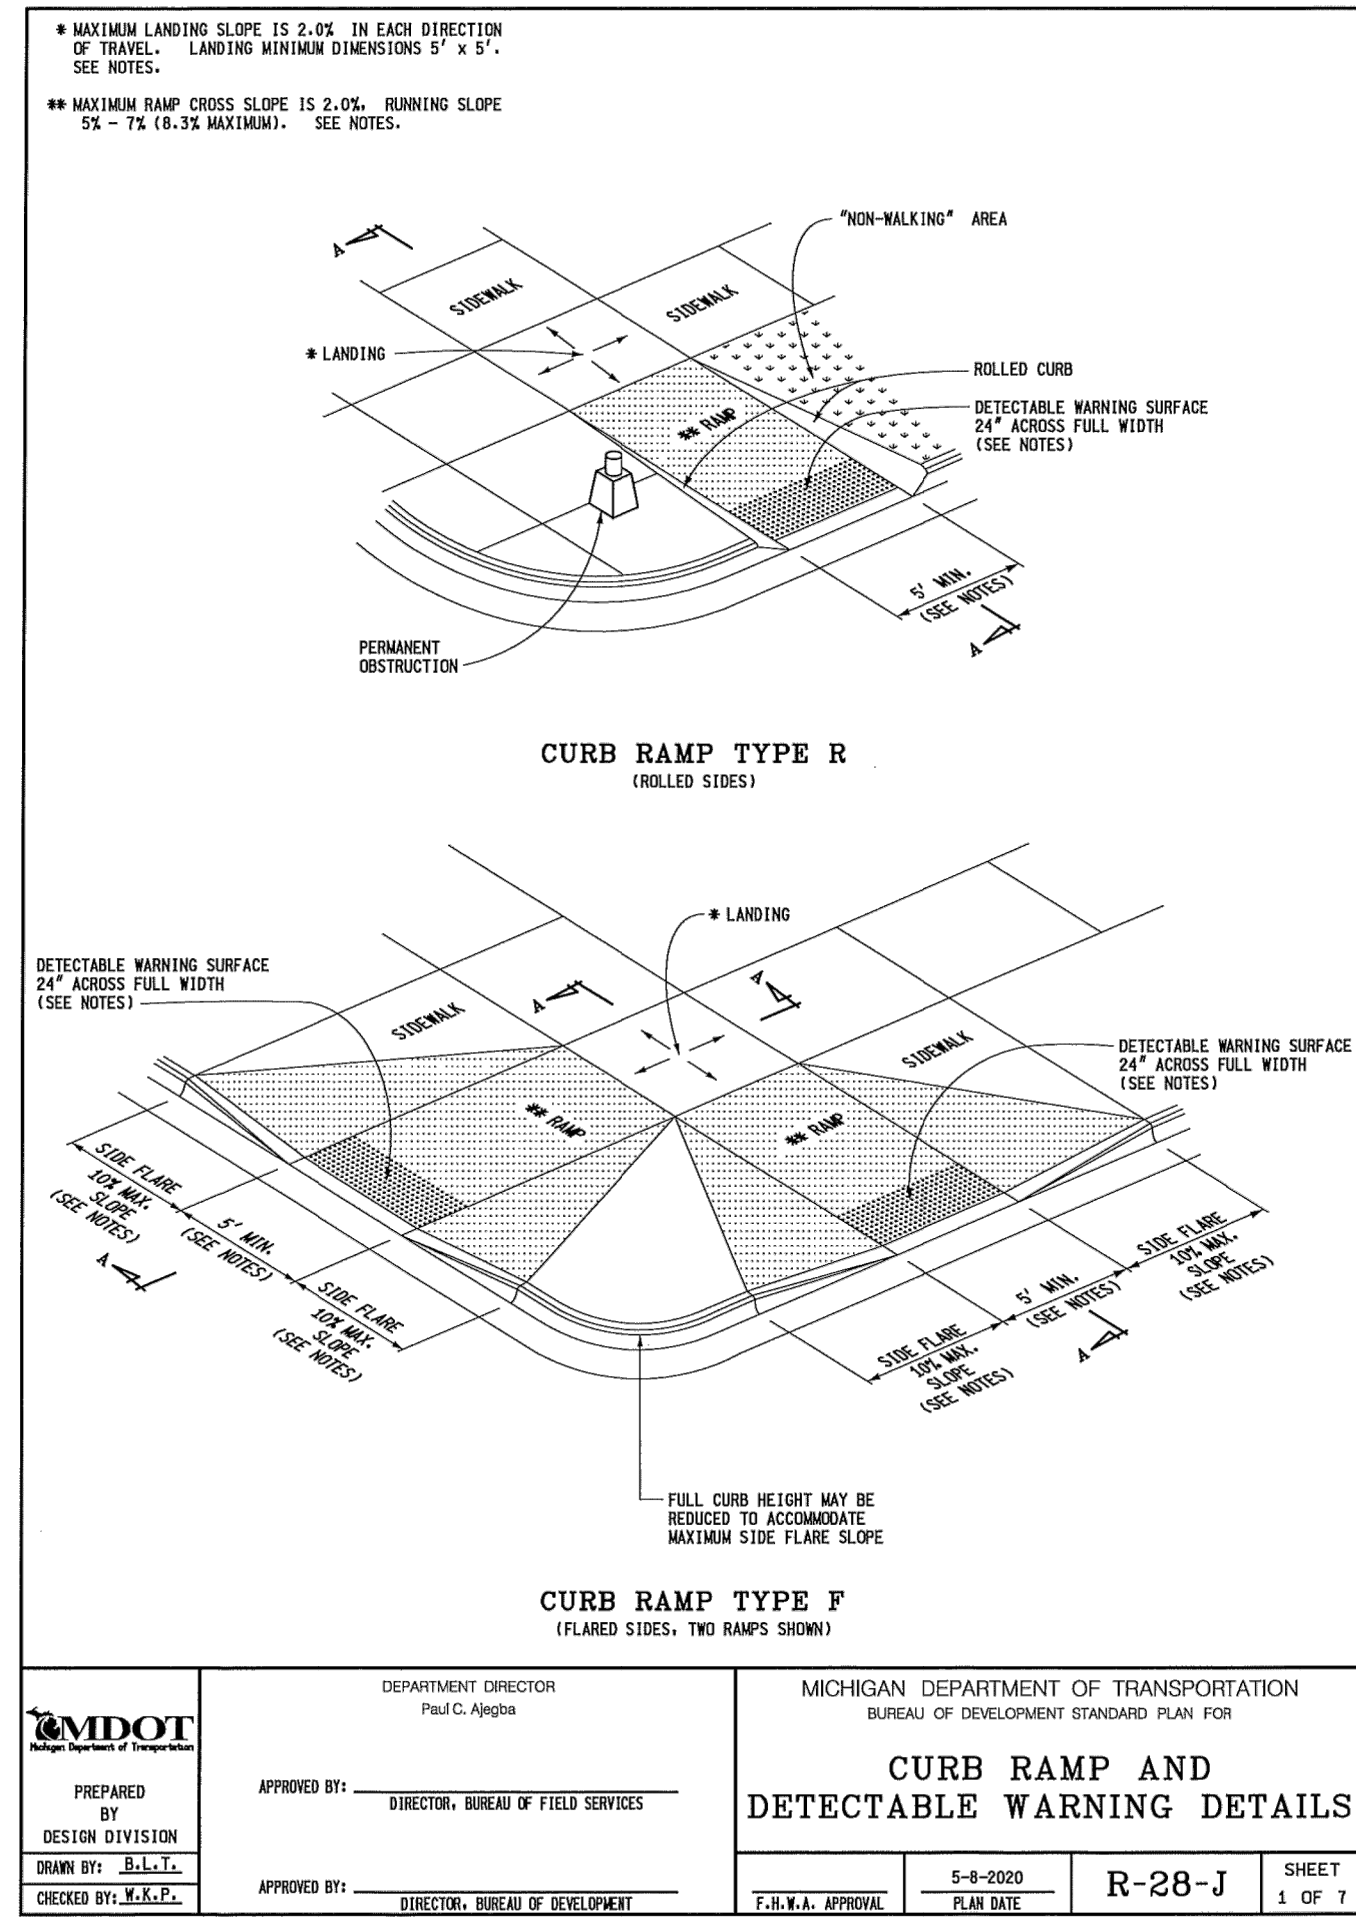 * MAXIMUM LANDING SLOPE IS 2.0% IN EACH DIRECTION
OF TRAVEL. LANDING MINIMUM DIMENSIONS 5' x 5'.
SEE NOTES.
** MAXIMUM RAMP CROSS SLOPE IS 2.0%, RUNNING SLOPE
5% - 7% (8.3% MAXIMUM). SEE NOTES.
"NON-WALKING" AREA
A
SIDEWALK
SIDEWALK
* LANDING
ROLLED CURB
DETECTABLE WARNING SURFACE
24" ACROSS FULL WIDTH
(SEE NOTES)
** RAMP
5' MIN.
(SEE NOTES)
A
PERMANENT
OBSTRUCTION
CURB RAMP TYPE R
(ROLLED SIDES)
* LANDING
DETECTABLE WARNING SURFACE
24" ACROSS FULL WIDTH
(SEE NOTES)
A
A
SIDEWALK
SIDEWALK
DETECTABLE WARNING SURFACE
24" ACROSS FULL WIDTH
(SEE NOTES)
** RAMP
** RAMP
SIDE FLARE
10% MAX.
SLOPE
(SEE NOTES)
5' MIN.
(SEE NOTES)
A
SIDE FLARE
10% MAX.
SLOPE
(SEE NOTES)
SIDE FLARE
10% MAX.
SLOPE
(SEE NOTES)
5' MIN.
(SEE NOTES)
A
SIDE FLARE
10% MAX.
SLOPE
(SEE NOTES)
FULL CURB HEIGHT MAY BE
REDUCED TO ACCOMMODATE
MAXIMUM SIDE FLARE SLOPE
CURB RAMP TYPE F
(FLARED SIDES, TWO RAMPS SHOWN)
MDOT
Michigan Department of Transportation
PREPARED
BY
DESIGN DIVISION
DRAWN BY: B.L.T.
CHECKED BY: W.K.P.
DEPARTMENT DIRECTOR
Paul C. Ajegba
APPROVED BY:
DIRECTOR, BUREAU OF FIELD SERVICES
APPROVED BY:
DIRECTOR, BUREAU OF DEVELOPMENT
MICHIGAN DEPARTMENT OF TRANSPORTATION
BUREAU OF DEVELOPMENT STANDARD PLAN FOR
CURB RAMP AND
DETECTABLE WARNING DETAILS
F.H.W.A. APPROVAL
5-8-2020
PLAN DATE
R-28-J
SHEET
1 OF 7